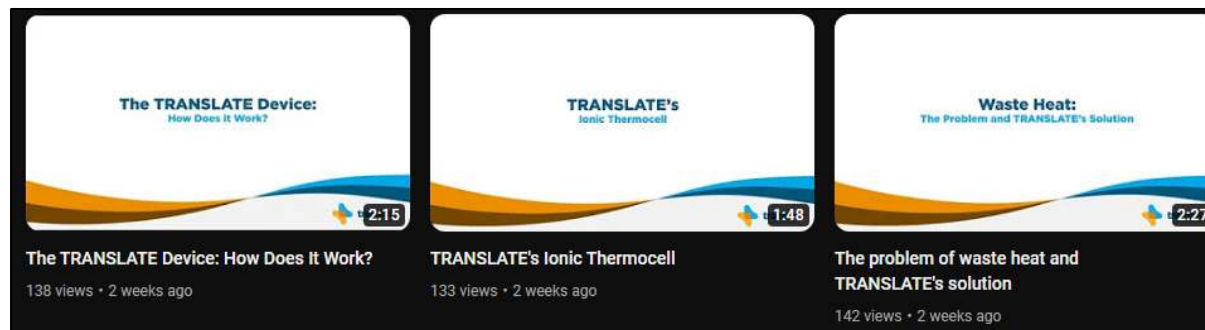 The TRANSLATE Device:
How Does it Work?
2:15
The TRANSLATE Device: How Does It Work?
138 views • 2 weeks ago
TRANSLATE's
Ionic Thermocell
1:48
TRANSLATE's Ionic Thermocell
133 views • 2 weeks ago
Waste Heat:
The Problem and TRANSLATE's Solution
2:27
The problem of waste heat and
TRANSLATE's solution
142 views • 2 weeks ago